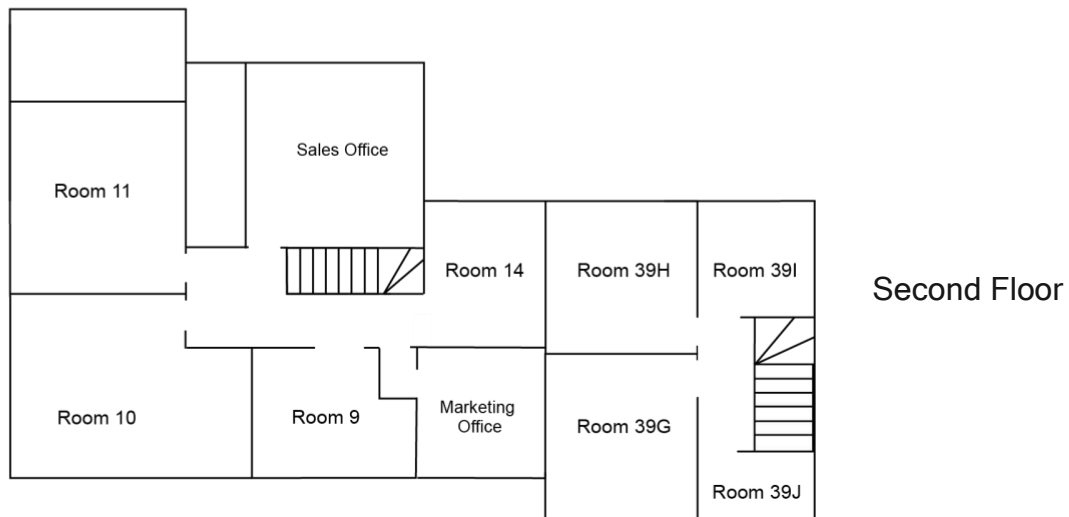 Sales Office
Room 11
Room 14
Room 39H
Room 39I
Second Floor
Room 10
Room 9
Marketing
Office
Room 39G
Room 39J